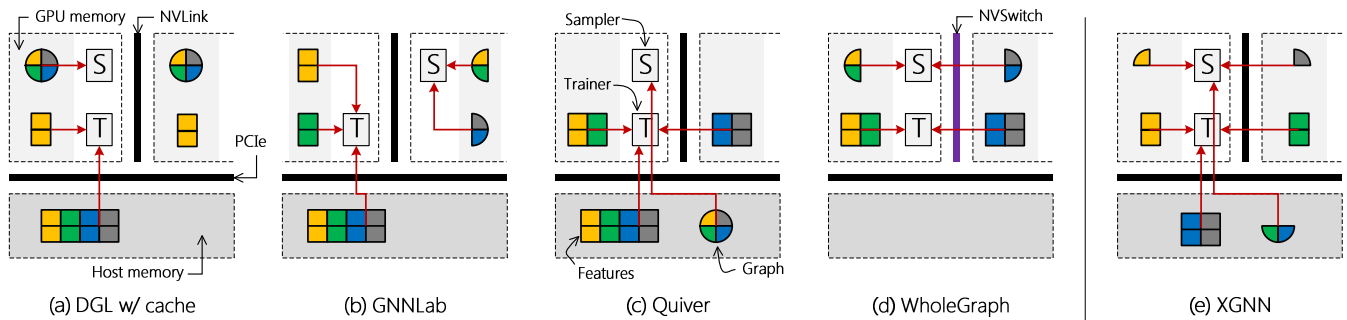 GPU memory
NVLink
Sampler
NVSwitch
S
S
S
S
S
Trainer
T
T
T
T
T
PCIe
Host memory
Features
Graph
(a) DGL w/ cache
(b) GNNLab
(c) Quiver
(d) WholeGraph
(e) XGNN